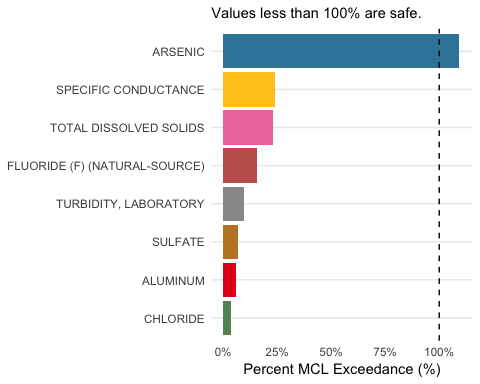 Values less than 100% are safe.
ARSENIC
SPECIFIC CONDUCTANCE
TOTAL DISSOLVED SOLIDS
FLUORIDE (F) (NATURAL-SOURCE)
TURBIDITY, LABORATORY
SULFATE
ALUMINUM
CHLORIDE
0% 25% 50% 75% 100%
Percent MCL Exceedance (%)